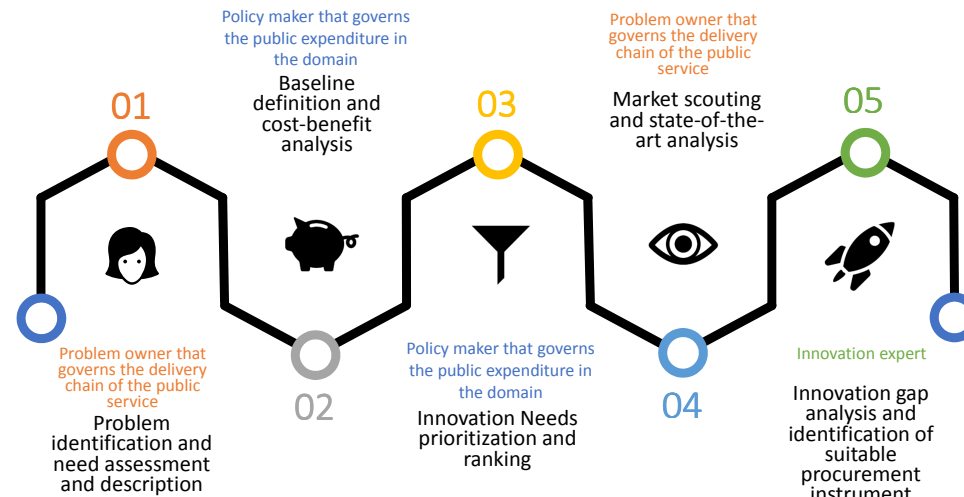 01
Problem owner that
governs the delivery
chain of the public
service
Problem
identification and
need assessment
and description
Policy maker that governs
the public expenditure in
the domain
Baseline
definition and
cost-benefit
analysis
02
03
Policy maker that governs
the public expenditure in
the domain
Innovation Needs
prioritization and
ranking
Problem owner that
governs the delivery
chain of the public
service
Market scouting
and state-of-the-
art analysis
04
05
Innovation expert
Innovation gap
analysis and
identification of
suitable
procurement
instrument